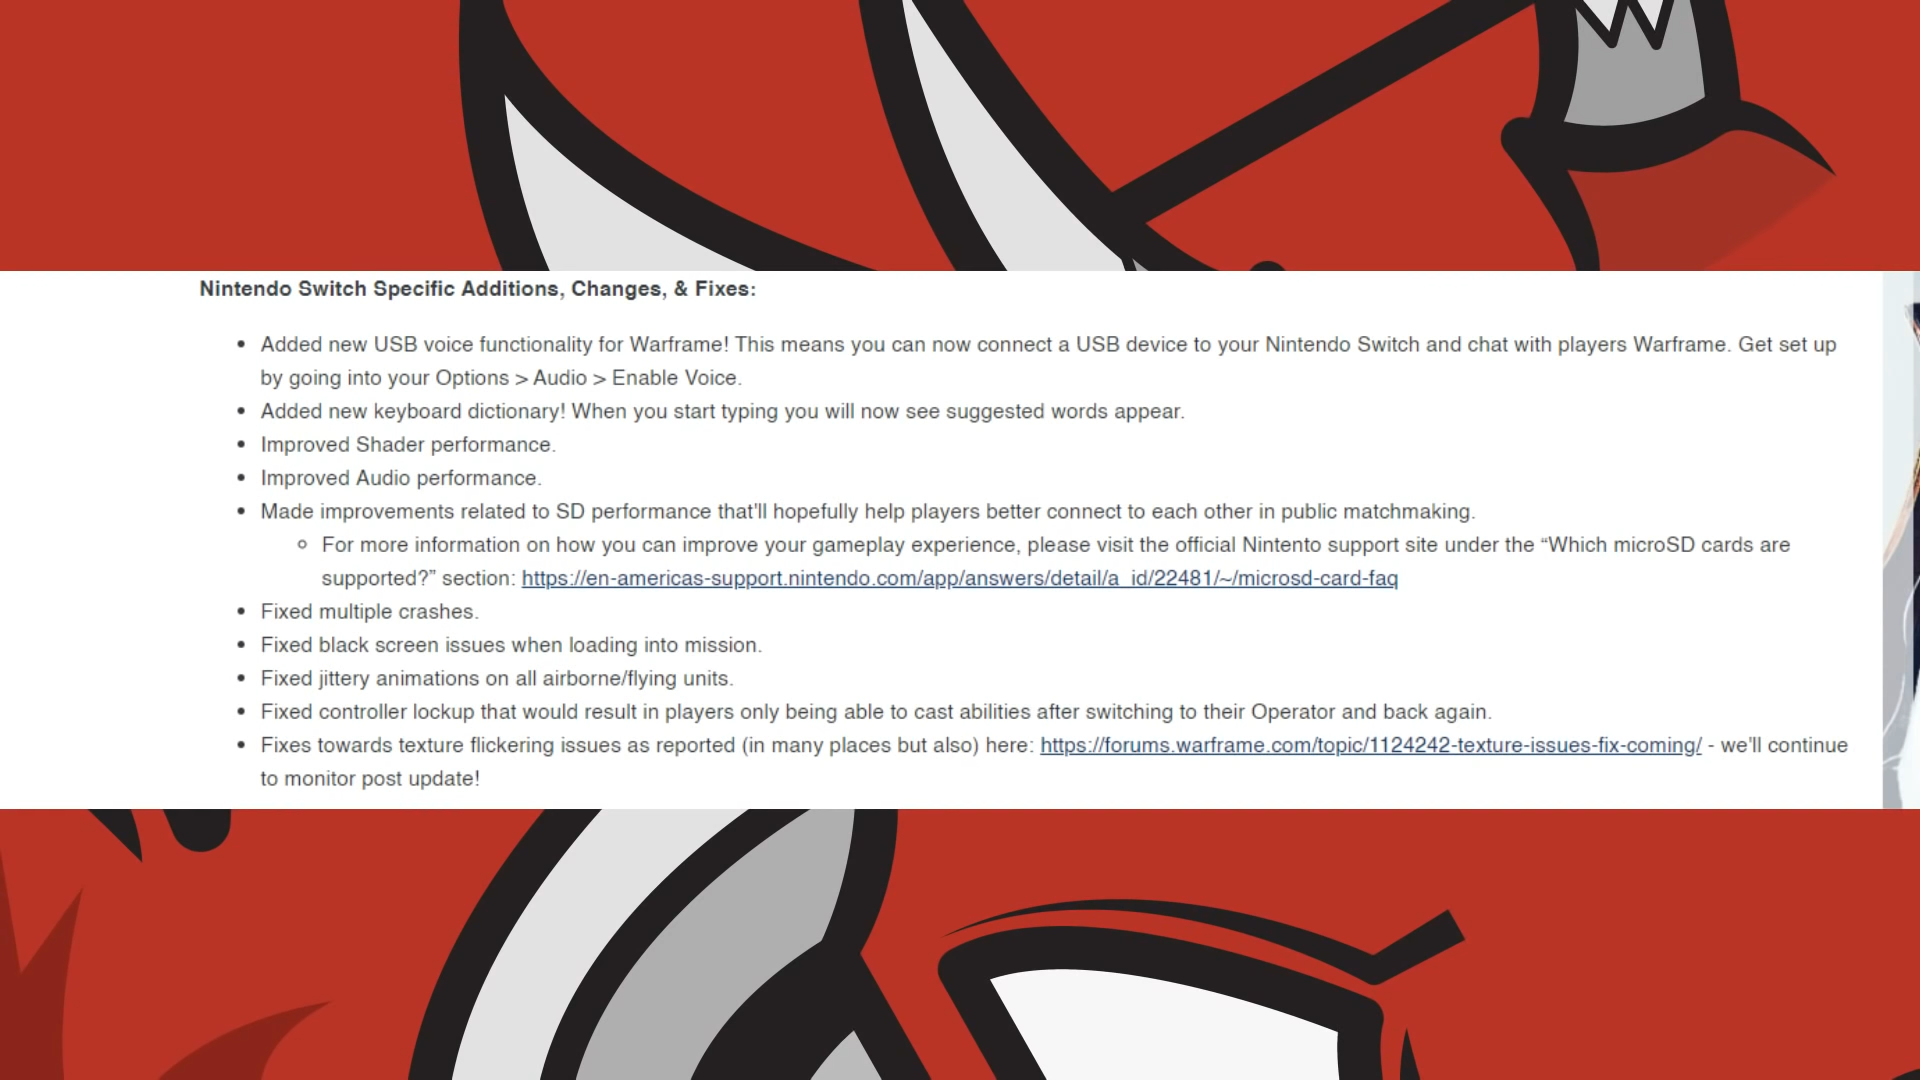 Nintendo Switch Specific Additions, Changes, & Fixes:
• Added new USB voice functionality for Warframe! This means you can now connect a USB device to your Nintendo Switch and chat with players Warframe. Get set up
by going into your Options > Audio > Enable Voice.
• Added new keyboard dictionary! When you start typing you will now see suggested words appear.
• Improved Shader performance.
• Improved Audio performance.
• Made improvements related to SD performance that'll hopefully help players better connect to each other in public matchmaking.
◦ For more information on how you can improve your gameplay experience, please visit the official Nintento support site under the “Which microSD cards are
supported?” section: https://en-americas-support.nintendo.com/app/answers/detail/a_id/22481/~/microsd-card-faq
• Fixed multiple crashes.
• Fixed black screen issues when loading into mission.
• Fixed jittery animations on all airborne/flying units.
• Fixed controller lockup that would result in players only being able to cast abilities after switching to their Operator and back again.
• Fixes towards texture flickering issues as reported (in many places but also) here: https://forums.warframe.com/topic/1124242-texture-issues-fix-coming/ - we'll continue
to monitor post update!